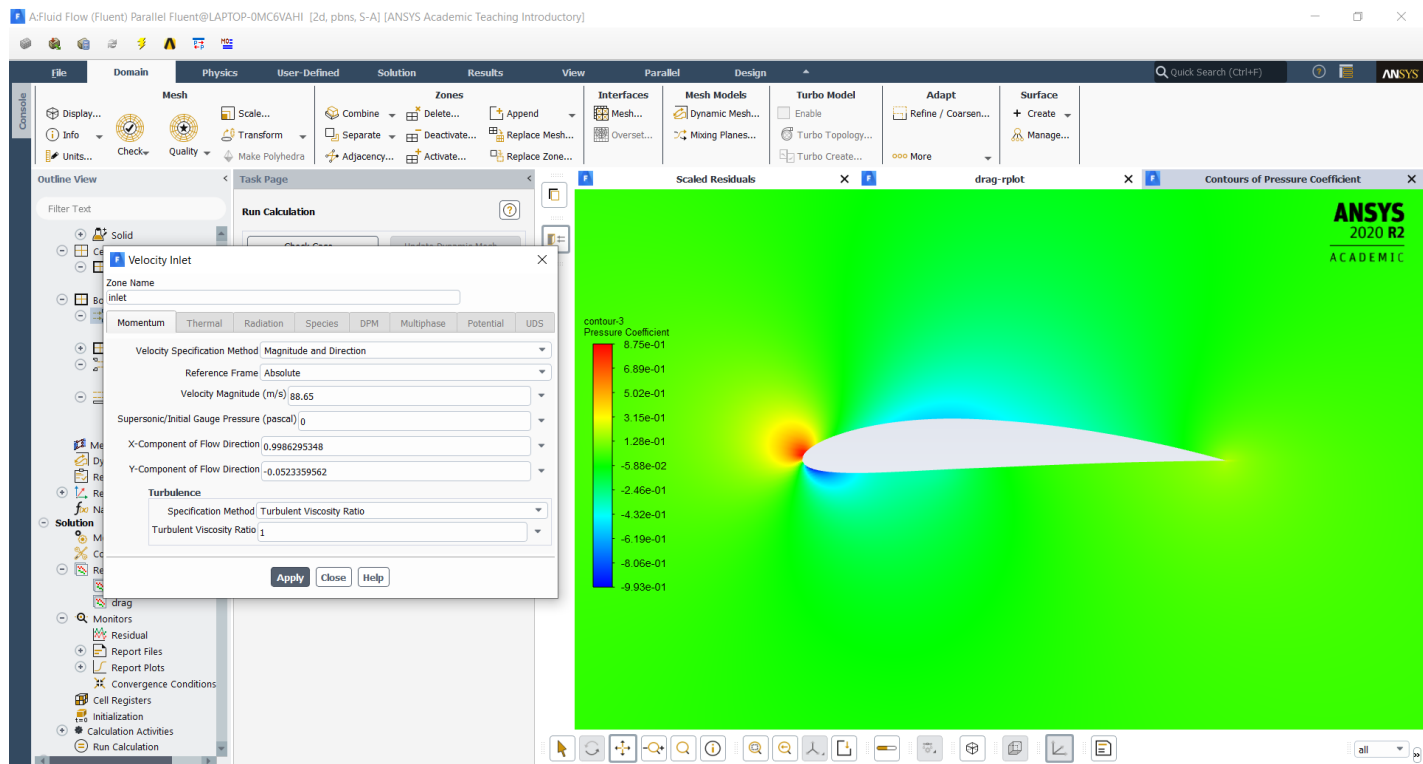 A:Fluid Flow (Fluent) Parallel Fluent@LAPTOP-0MC6VAHI [2d, pbns, S-A] [ANSYS Academic Teaching Introductory]
File Domain Physics User-Defined Solution Results View Parallel Design
Quick Search (Ctrl+F)
ANSYS
Console
Mesh
Display...
Info
Units...
Check
Quality
Scale...
Transform
Make Polyhedra
Zones
Combine
Delete...
Append
Separate
Deactivate...
Replace Mesh...
Adjacency...
Activate...
Replace Zone...
Interfaces
Mesh...
Overset...
Mesh Models
Dynamic Mesh...
Mixing Planes...
Turbo Model
Enable
Turbo Topology...
Turbo Create...
Adapt
Refine / Coarsen...
More
Surface
+ Create
Manage...
Outline View
Filter Text
Solid
Ce
Bo
Me
Dy
Re
Re
Na
Solution
Co
Re
drag
Monitors
Residual
Report Files
Report Plots
Convergence Conditions
Cell Registers
Initialization
Calculation Activities
Run Calculation
Task Page
Run Calculation
Velocity Inlet
Zone Name
inlet
Momentum Thermal Radiation Species DPM Multiphase Potential UDS
Velocity Specification Method Magnitude and Direction
Reference Frame Absolute
Velocity Magnitude (m/s) 88.65
Supersonic/Initial Gauge Pressure (pascal) 0
X-Component of Flow Direction 0.9986295348
Y-Component of Flow Direction -0.0523359562
Turbulence
Specification Method Turbulent Viscosity Ratio
Turbulent Viscosity Ratio 1
Apply Close Help
Scaled Residuals
drag-rplot
Contours of Pressure Coefficient
ANSYS
2020 R2
ACADEMIC
contour-3
Pressure Coefficient
8.75e-01
6.89e-01
5.02e-01
3.15e-01
1.28e-01
-5.88e-02
-2.46e-01
-4.32e-01
-6.19e-01
-8.06e-01
-9.93e-01
all